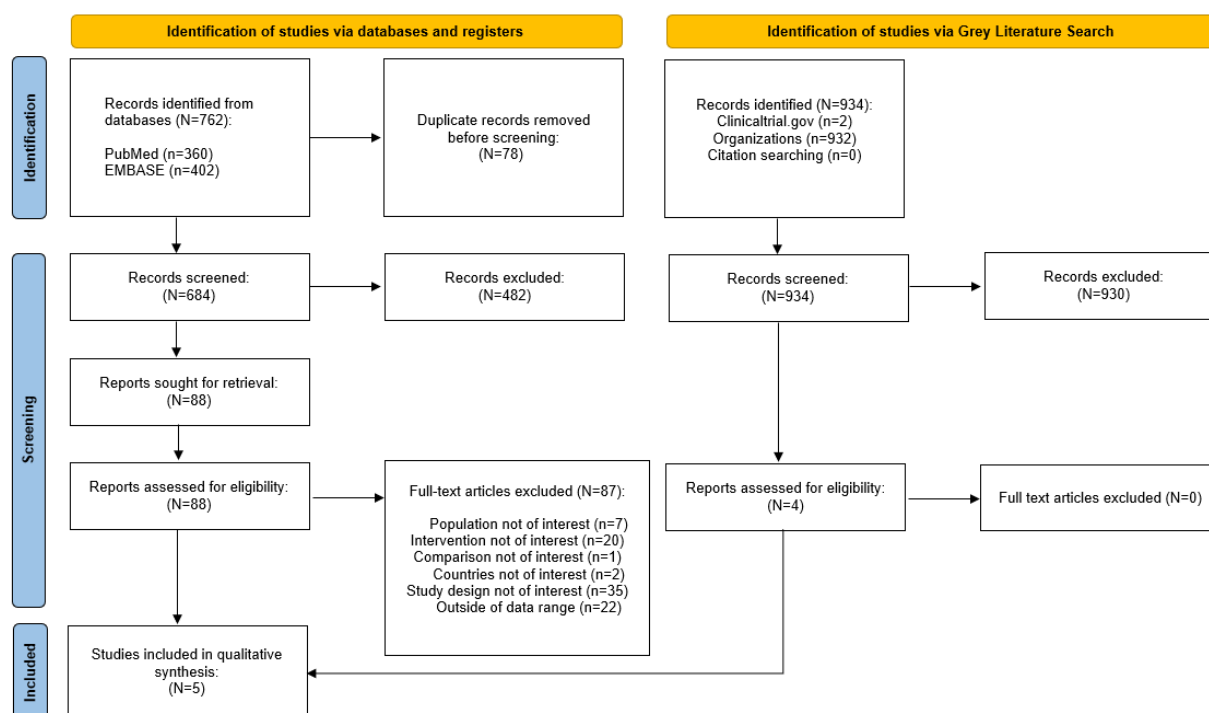 Identification of studies via databases and registers
Identification of studies via Grey Literature Search
Identification
Records identified from
databases (N=762):
PubMed (n=360)
EMBASE (n=402)
Duplicate records removed
before screening:
(N=78)
Records identified (N=934):
Clinicaltrial.gov (n=2)
Organizations (n=932)
Citation searching (n=0)
Screening
Records screened:
(N=684)
Records excluded:
(N=482)
Records screened:
(N=934)
Records excluded:
(N=930)
Reports sought for retrieval:
(N=88)
Reports assessed for eligibility:
(N=88)
Full-text articles excluded (N=87):
Population not of interest (n=7)
Intervention not of interest (n=20)
Comparison not of interest (n=1)
Countries not of interest (n=2)
Study design not of interest (n=35)
Outside of data range (n=22)
Reports assessed for eligibility:
(N=4)
Full text articles excluded (N=0)
Included
Studies included in qualitative
synthesis:
(N=5)